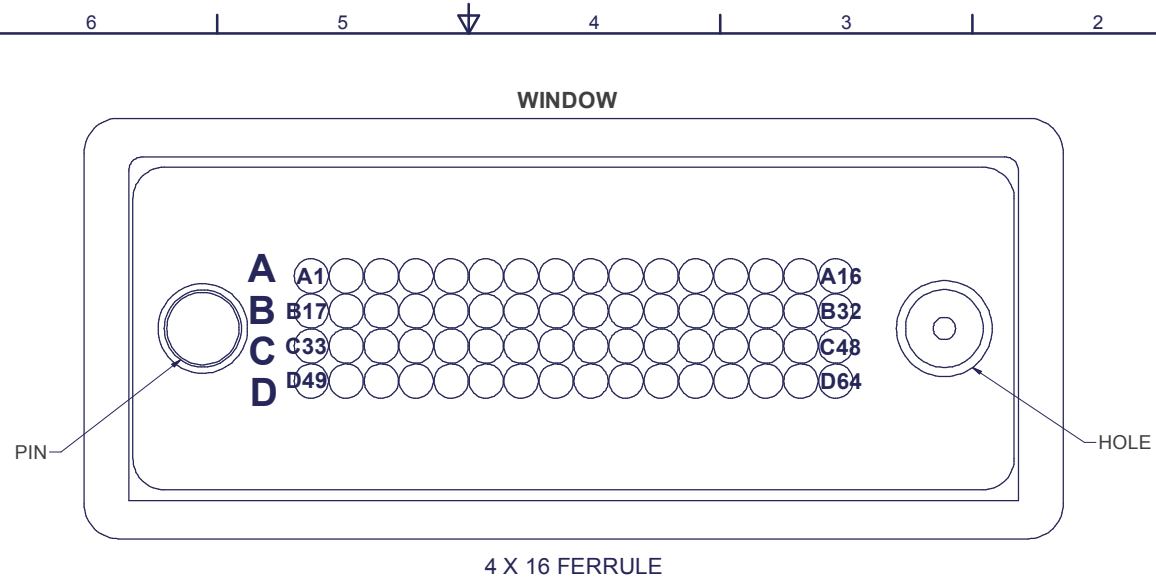 6 5 4 3 2
WINDOW
A A1 A16
B B17 B32
C C33 C48
D D49 D64
PIN
HOLE
4 X 16 FERRULE